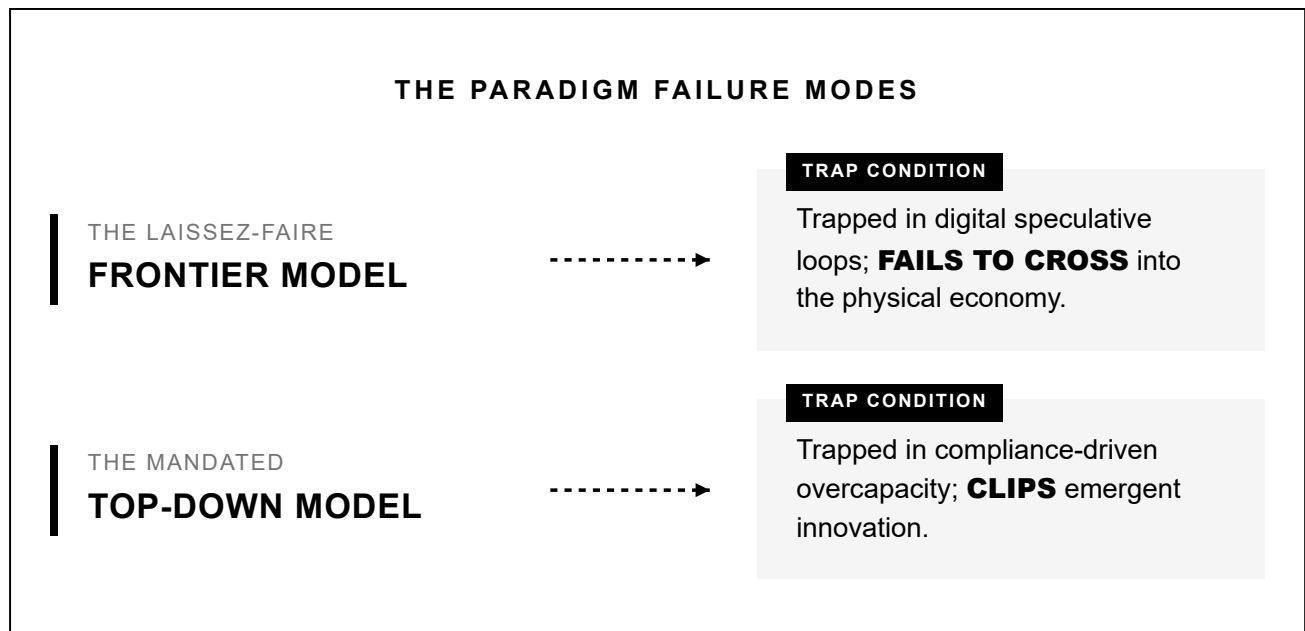 THE PARADIGM FAILURE MODES
THE LAISSEZ-FAIRE
FRONTIER MODEL
TRAP CONDITION
Trapped in digital speculative
loops; FAILS TO CROSS into
the physical economy.
THE MANDATED
TOP-DOWN MODEL
TRAP CONDITION
Trapped in compliance-driven
overcapacity; CLIPS emergent
innovation.